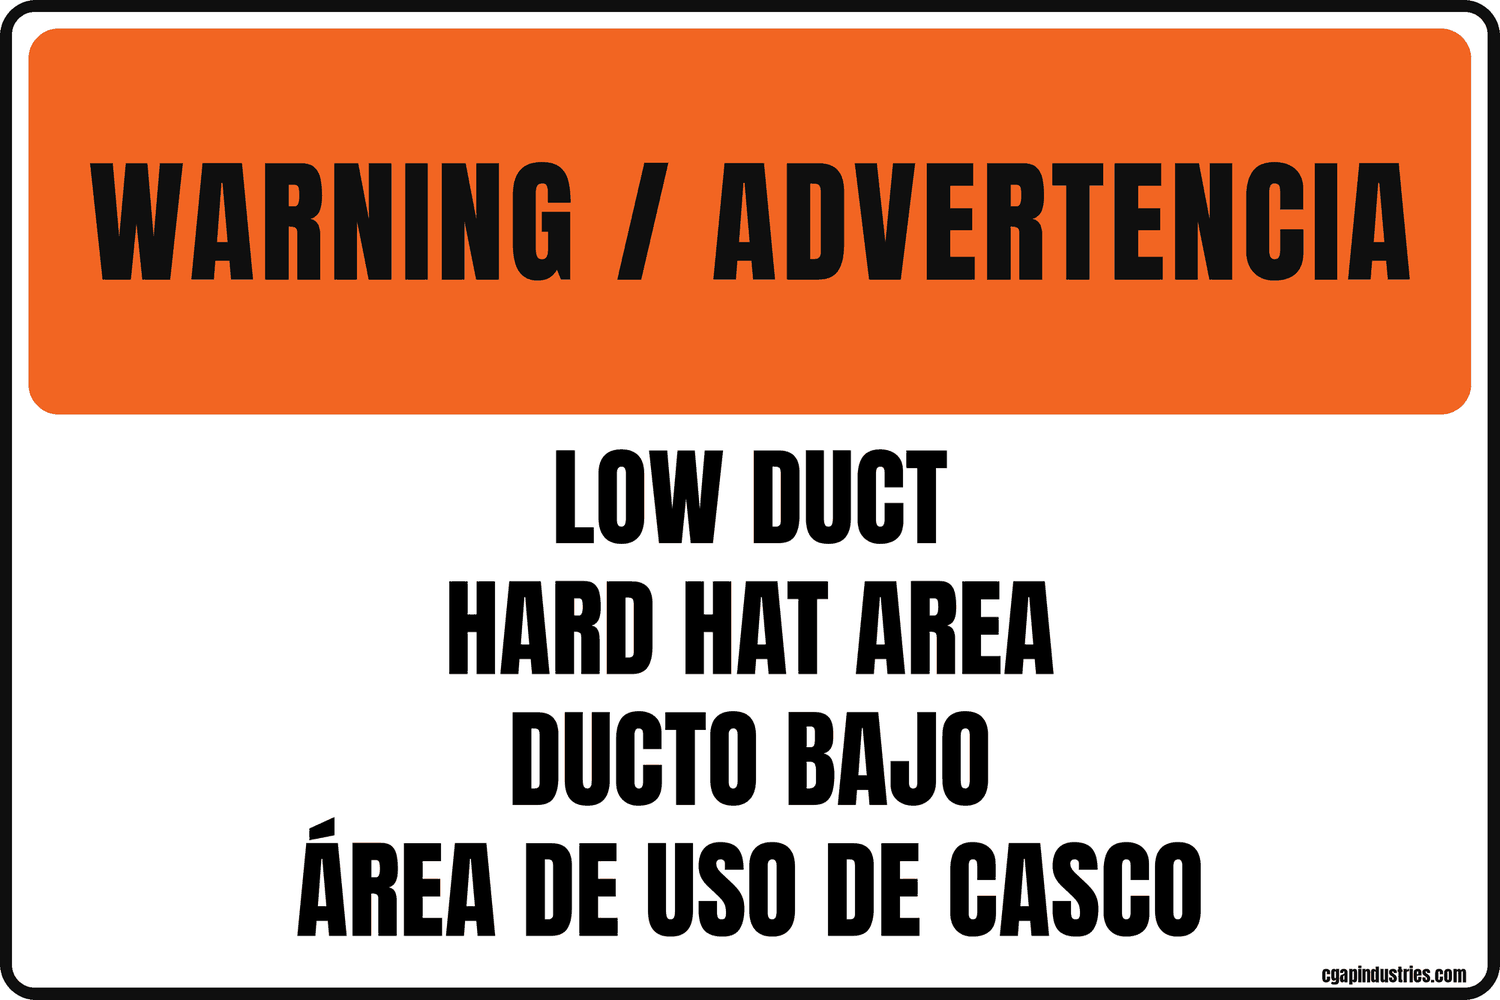 WARNING / ADVERTENCIA
LOW DUCT
HARD HAT AREA
DUCTO BAJO
ÁREA DE USO DE CASCO
cgapindustries.com